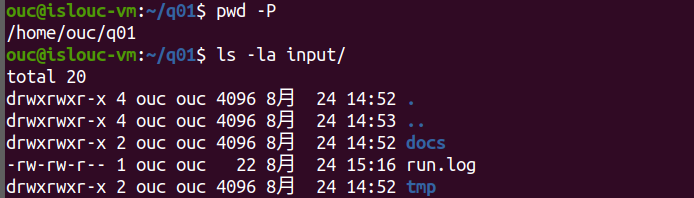 ouc@islouc-vm:~/q01$ pwd -P
/home/ouc/q01
ouc@islouc-vm:~/q01$ ls -la input/
total 20
drwxrwxr-x 4 ouc ouc 4096 8月  24 14:52 .
drwxrwxr-x 4 ouc ouc 4096 8月  24 14:53 ..
drwxrwxr-x 2 ouc ouc 4096 8月  24 14:52 docs
-rw-rw-r-- 1 ouc ouc   22 8月  24 15:16 run.log
drwxrwxr-x 2 ouc ouc 4096 8月  24 14:52 tmp